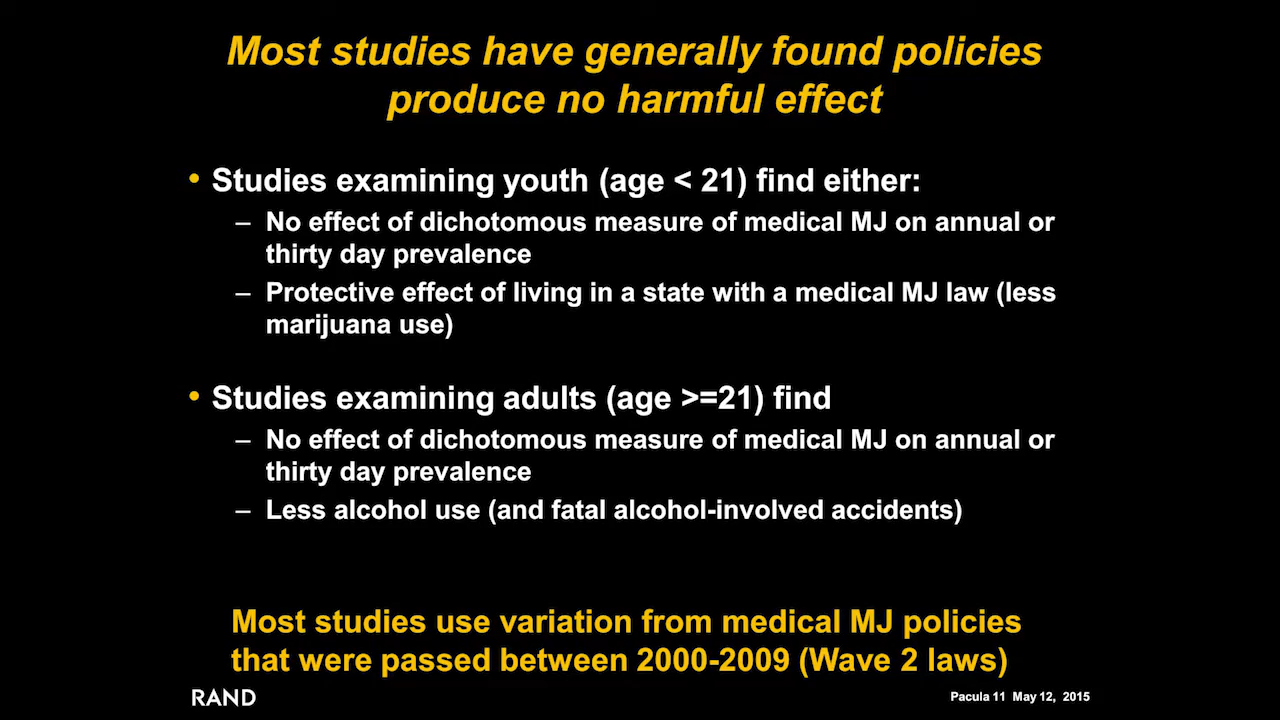 Most studies have generally found policies
produce no harmful effect
• Studies examining youth (age < 21) find either:
– No effect of dichotomous measure of medical MJ on annual or
thirty day prevalence
– Protective effect of living in a state with a medical MJ law (less
marijuana use)
• Studies examining adults (age >=21) find
– No effect of dichotomous measure of medical MJ on annual or
thirty day prevalence
– Less alcohol use (and fatal alcohol-involved accidents)
Most studies use variation from medical MJ policies
that were passed between 2000-2009 (Wave 2 laws)
RAND
Pacula 11 May 12, 2015